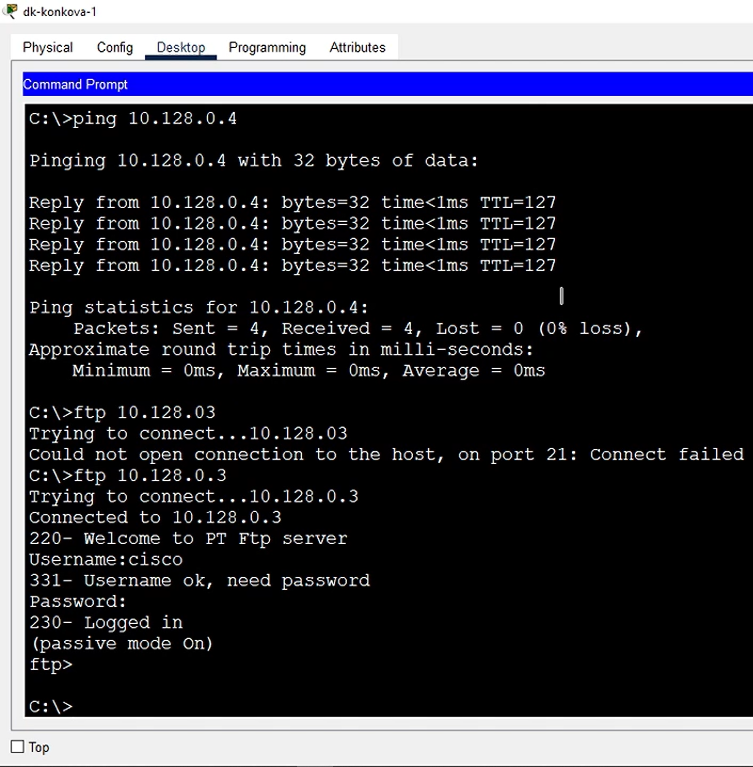 dk-konkova-1
Physical Config Desktop Programming Attributes
Command Prompt
C:\>ping 10.128.0.4
Pinging 10.128.0.4 with 32 bytes of data:
Reply from 10.128.0.4: bytes=32 time<1ms TTL=127
Reply from 10.128.0.4: bytes=32 time<1ms TTL=127
Reply from 10.128.0.4: bytes=32 time<1ms TTL=127
Reply from 10.128.0.4: bytes=32 time<1ms TTL=127
Ping statistics for 10.128.0.4:
Packets: Sent = 4, Received = 4, Lost = 0 (0% loss),
Approximate round trip times in milli-seconds:
Minimum = 0ms, Maximum = 0ms, Average = 0ms
C:\>ftp 10.128.03
Trying to connect...10.128.03
Could not open connection to the host, on port 21: Connect failed
C:\>ftp 10.128.0.3
Trying to connect...10.128.0.3
Connected to 10.128.0.3
220- Welcome to PT Ftp server
Username:cisco
331- Username ok, need password
Password:
230- Logged in
(passive mode On)
ftp>
C:\>
Top